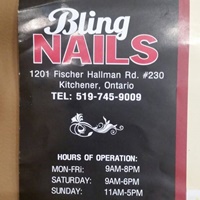 Bling
NAILS
1201 Fischer Hallman Rd. #230
Kitchener, Ontario
TEL: 519-745-9009
HOURS OF OPERATION:
MON-FRI: 9AM-8PM
SATURDAY: 9AM-6PM
SUNDAY: 11AM-5PM